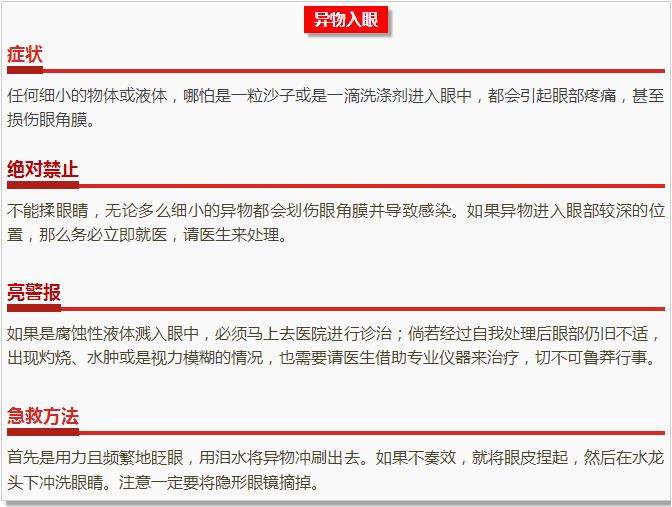 异物入眼
症状
任何细小的物体或液体，哪怕是一粒沙子或是一滴洗涤剂进入眼中，都会引起眼部疼痛，甚至
损伤眼角膜。
绝对禁止
不能揉眼睛，无论多么细小的异物都会划伤眼角膜并导致感染。如果异物进入眼部较深的位
置，那么务必立即就医，请医生来处理。
亮警报
如果是腐蚀性液体溅入眼中，必须马上去医院进行诊治；倘若经过自我处理后眼部仍旧不适，
出现灼烧、水肿或是视力模糊的情况，也需要请医生借助专业仪器来治疗，切不可鲁莽行事。
急救方法
首先是用力且频繁地眨眼，用泪水将异物冲刷出去。如果不奏效，就将眼皮捏起，然后在水龙
头下冲洗眼睛。注意一定要将隐形眼镜摘掉。